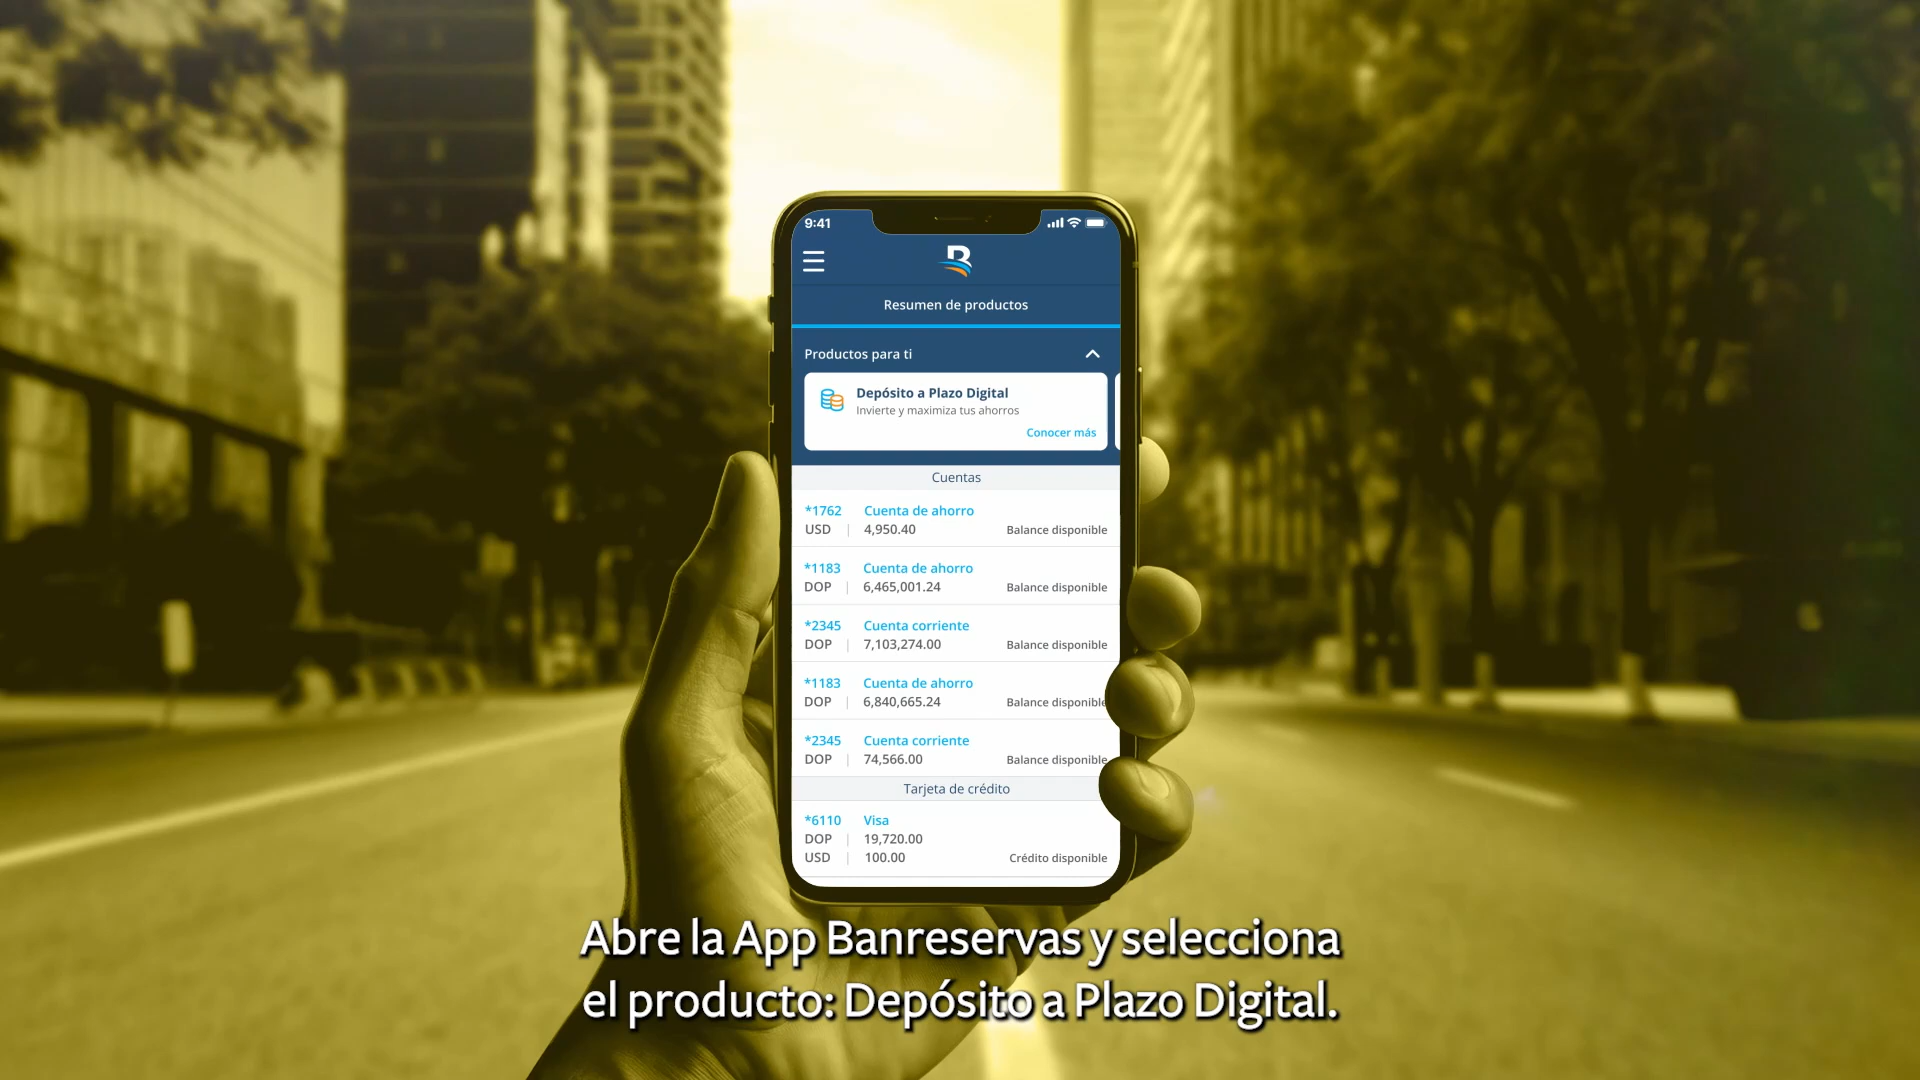 9:41
B
Resumen de productos
Productos para ti
Depósito a Plazo Digital
Invierte y maximiza tus ahorros
Conocer más
Cuentas
*1762 Cuenta de ahorro
USD | 4,950.40 Balance disponible
*1183 Cuenta de ahorro
DOP | 6,465,001.24 Balance disponible
*2345 Cuenta corriente
DOP | 7,103,274.00 Balance disponible
*1183 Cuenta de ahorro
DOP | 6,840,665.24 Balance disponible
*2345 Cuenta corriente
DOP | 74,566.00 Balance disponible
Tarjeta de crédito
*6110 Visa
DOP | 19,720.00
USD | 100.00 Crédito disponible
Abre la App Banreservas y selecciona
el producto: Depósito a Plazo Digital.